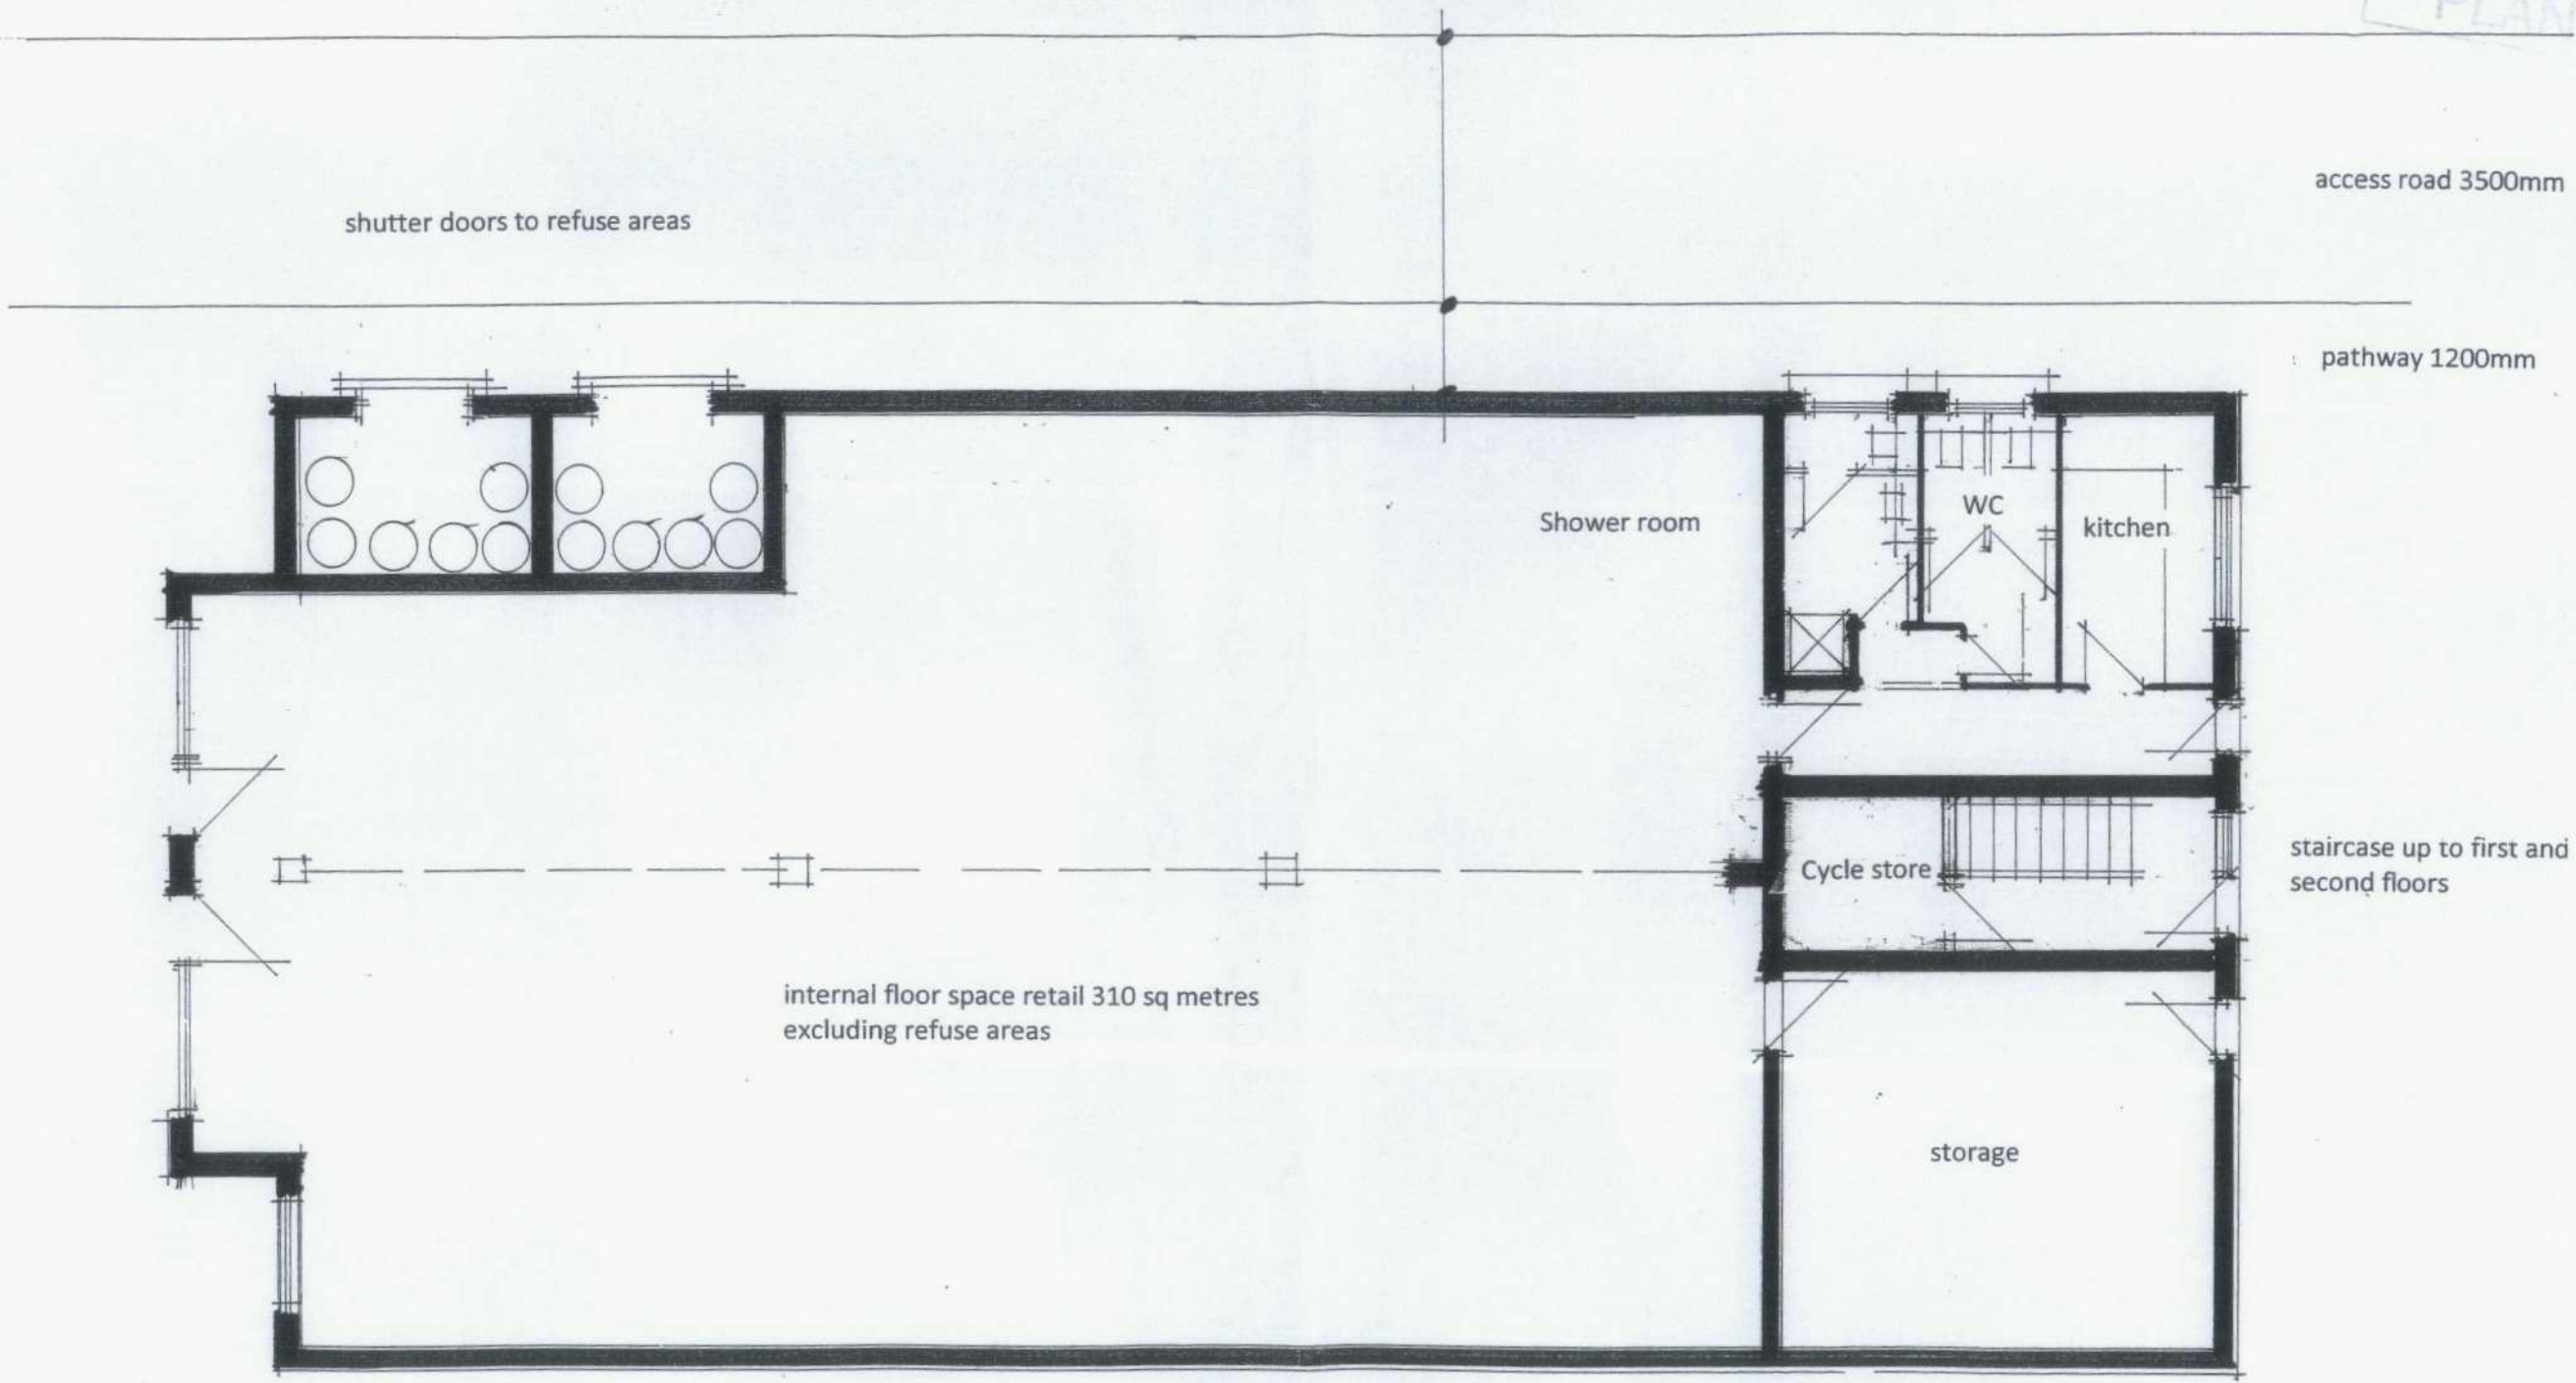 PLAN
access road 3500mm
shutter doors to refuse areas
pathway 1200mm
Shower room
WC
kitchen
Cycle store
staircase up to first and
second floors
internal floor space retail 310 sq metres
excluding refuse areas
storage